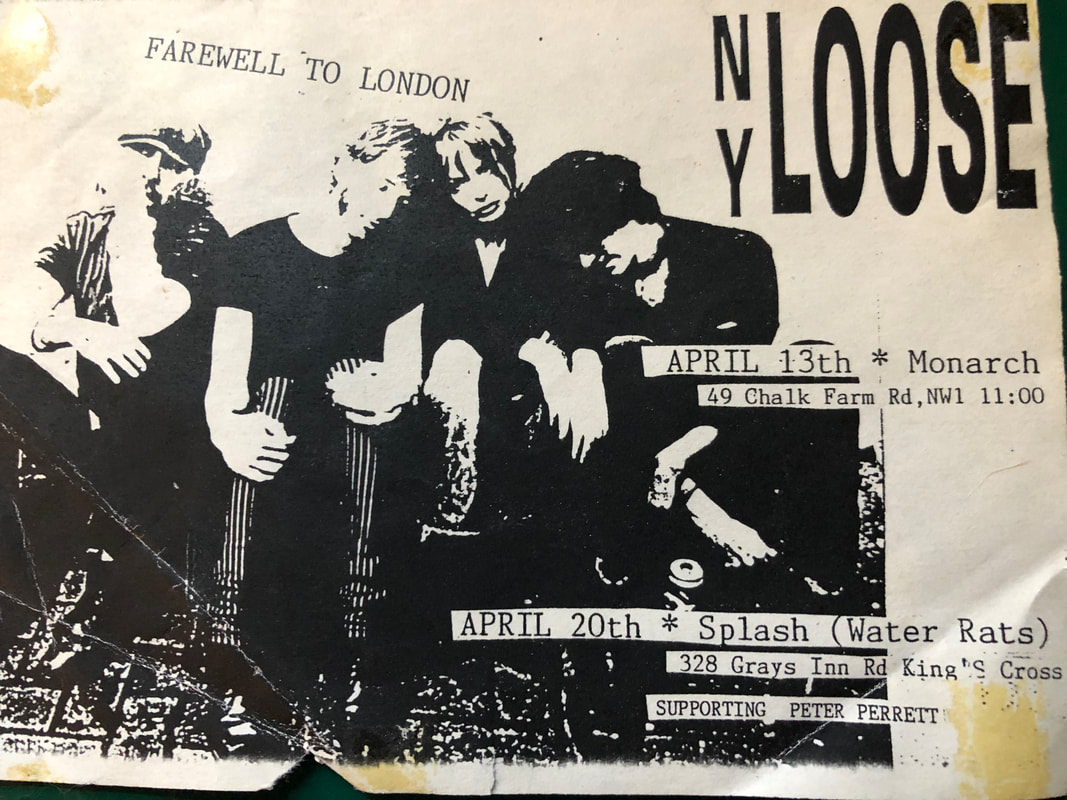 FAREWELL TO LONDON
NY LOOSE
APRIL 13th * Monarch
49 Chalk Farm Rd,NW1 11:00
APRIL 20th * Splash (Water Rats)
328 Grays Inn Rd King'S Cross
SUPPORTING PETER PERRETT